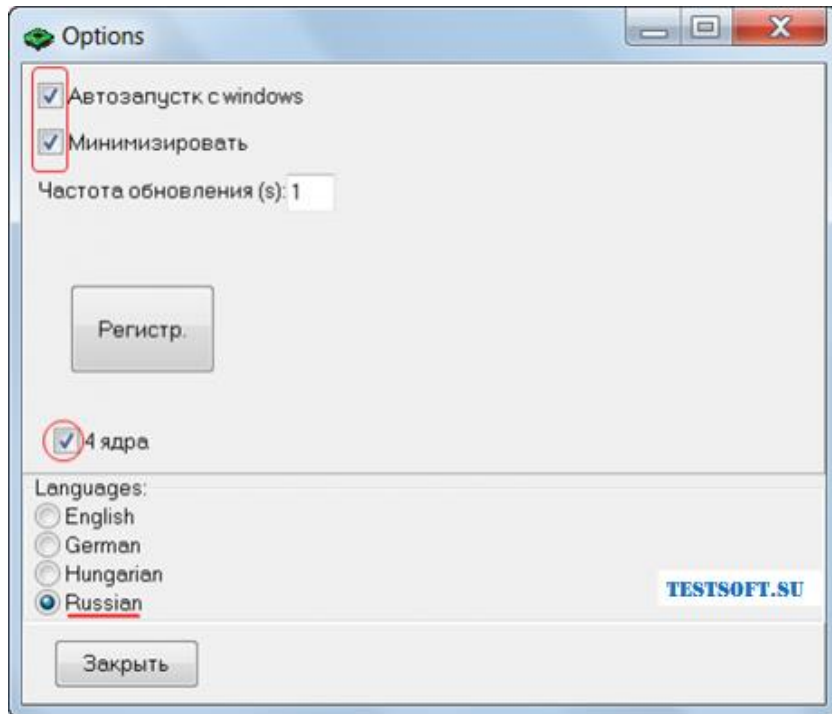 Options
Автозапустк с windows
Минимизировать
Частота обновления (s): 1
Регистр.
4 ядра
Languages:
English
German
Hungarian
Russian
TESTSOFT.SU
Закрыть